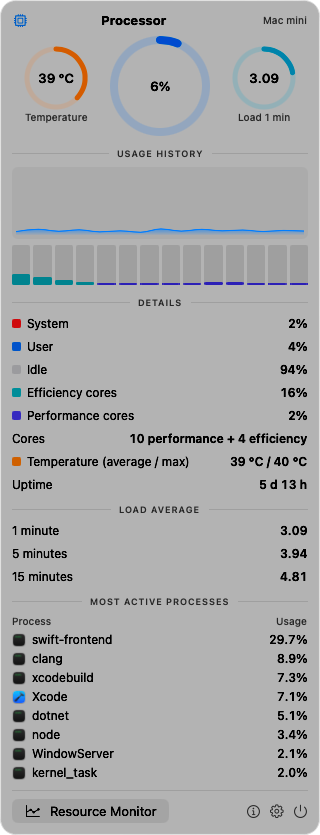 Processor Mac mini
39 °C 6% 3.09
Temperature Load 1 min
USAGE HISTORY
DETAILS
System 2%
User 4%
Idle 94%
Efficiency cores 16%
Performance cores 2%
Cores 10 performance + 4 efficiency
Temperature (average / max) 39 °C / 40 °C
Uptime 5 d 13 h
LOAD AVERAGE
1 minute 3.09
5 minutes 3.94
15 minutes 4.81
MOST ACTIVE PROCESSES
Process Usage
swift-frontend 29.7%
clang 8.9%
xcodebuild 7.3%
Xcode 7.1%
dotnet 5.1%
node 3.4%
WindowServer 2.1%
kernel_task 2.0%
Resource Monitor